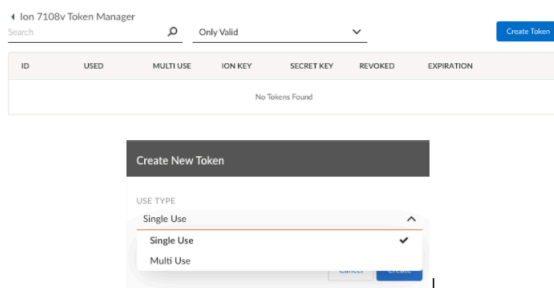 Ion 7108v Token Manager
Search
Only Valid
Create Token
ID USED MULTI USE ION KEY SECRET KEY REVOKED EXPIRATION
No Tokens Found
Create New Token
USE TYPE
Single Use
Single Use
Multi Use
Cancel Create